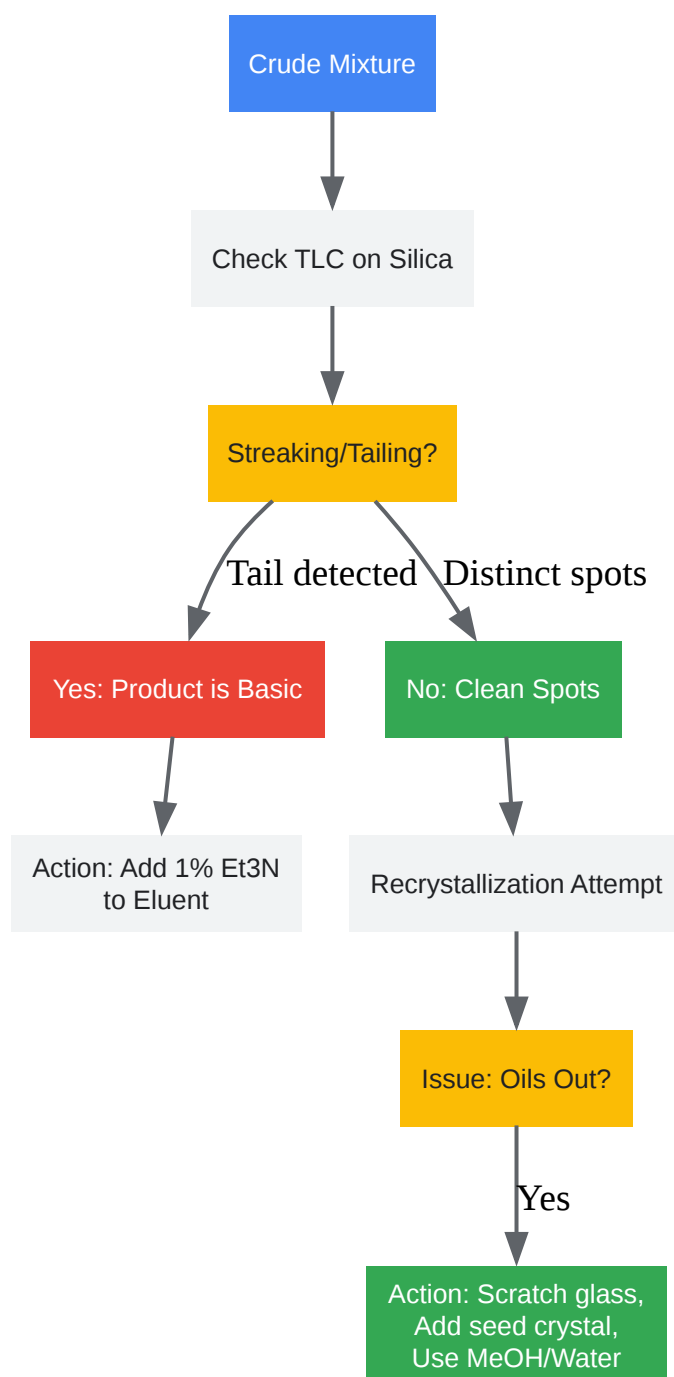 Crude Mixture
Check TLC on Silica
Streaking/Tailing?
Tail detected
Distinct spots
Yes: Product is Basic
No: Clean Spots
Action: Add 1% Et3N
to Eluent
Recrystallization Attempt
Issue: Oils Out?
Yes
Action: Scratch glass,
Add seed crystal,
Use MeOH/Water